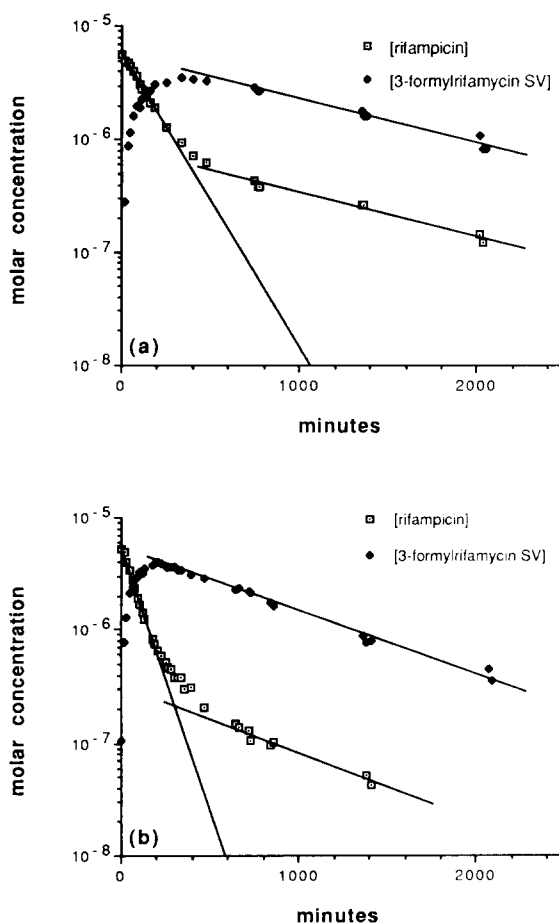 10⁻⁵
[rifampicin]
[3-formylrifamycin SV]
10⁻⁶
molar concentration
10⁻⁷
(a)
10⁻⁸
0
1000
2000
minutes
10⁻⁵
[rifampicin]
[3-formylrifamycin SV]
10⁻⁶
molar concentration
10⁻⁷
(b)
10⁻⁸
0
1000
2000
minutes